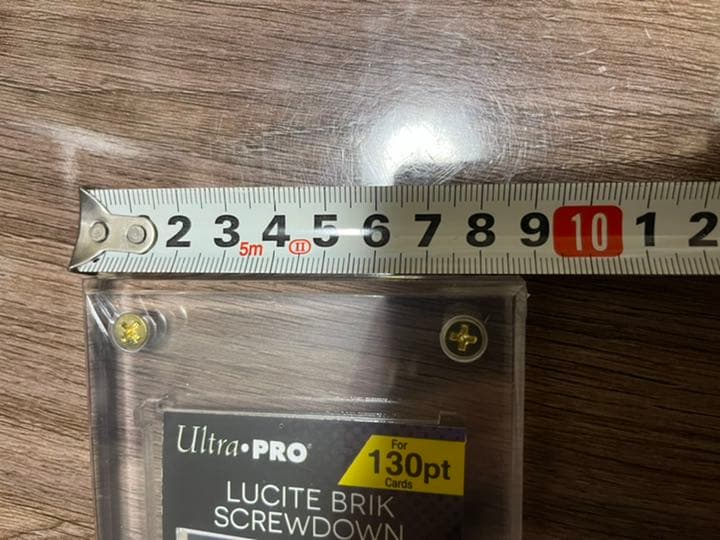 2 3 4 5 6 7 8 9 10 1 2
5m II
Ultra•PRO®
For
130pt
Cards
LUCITE BRIK
SCREWDOWN